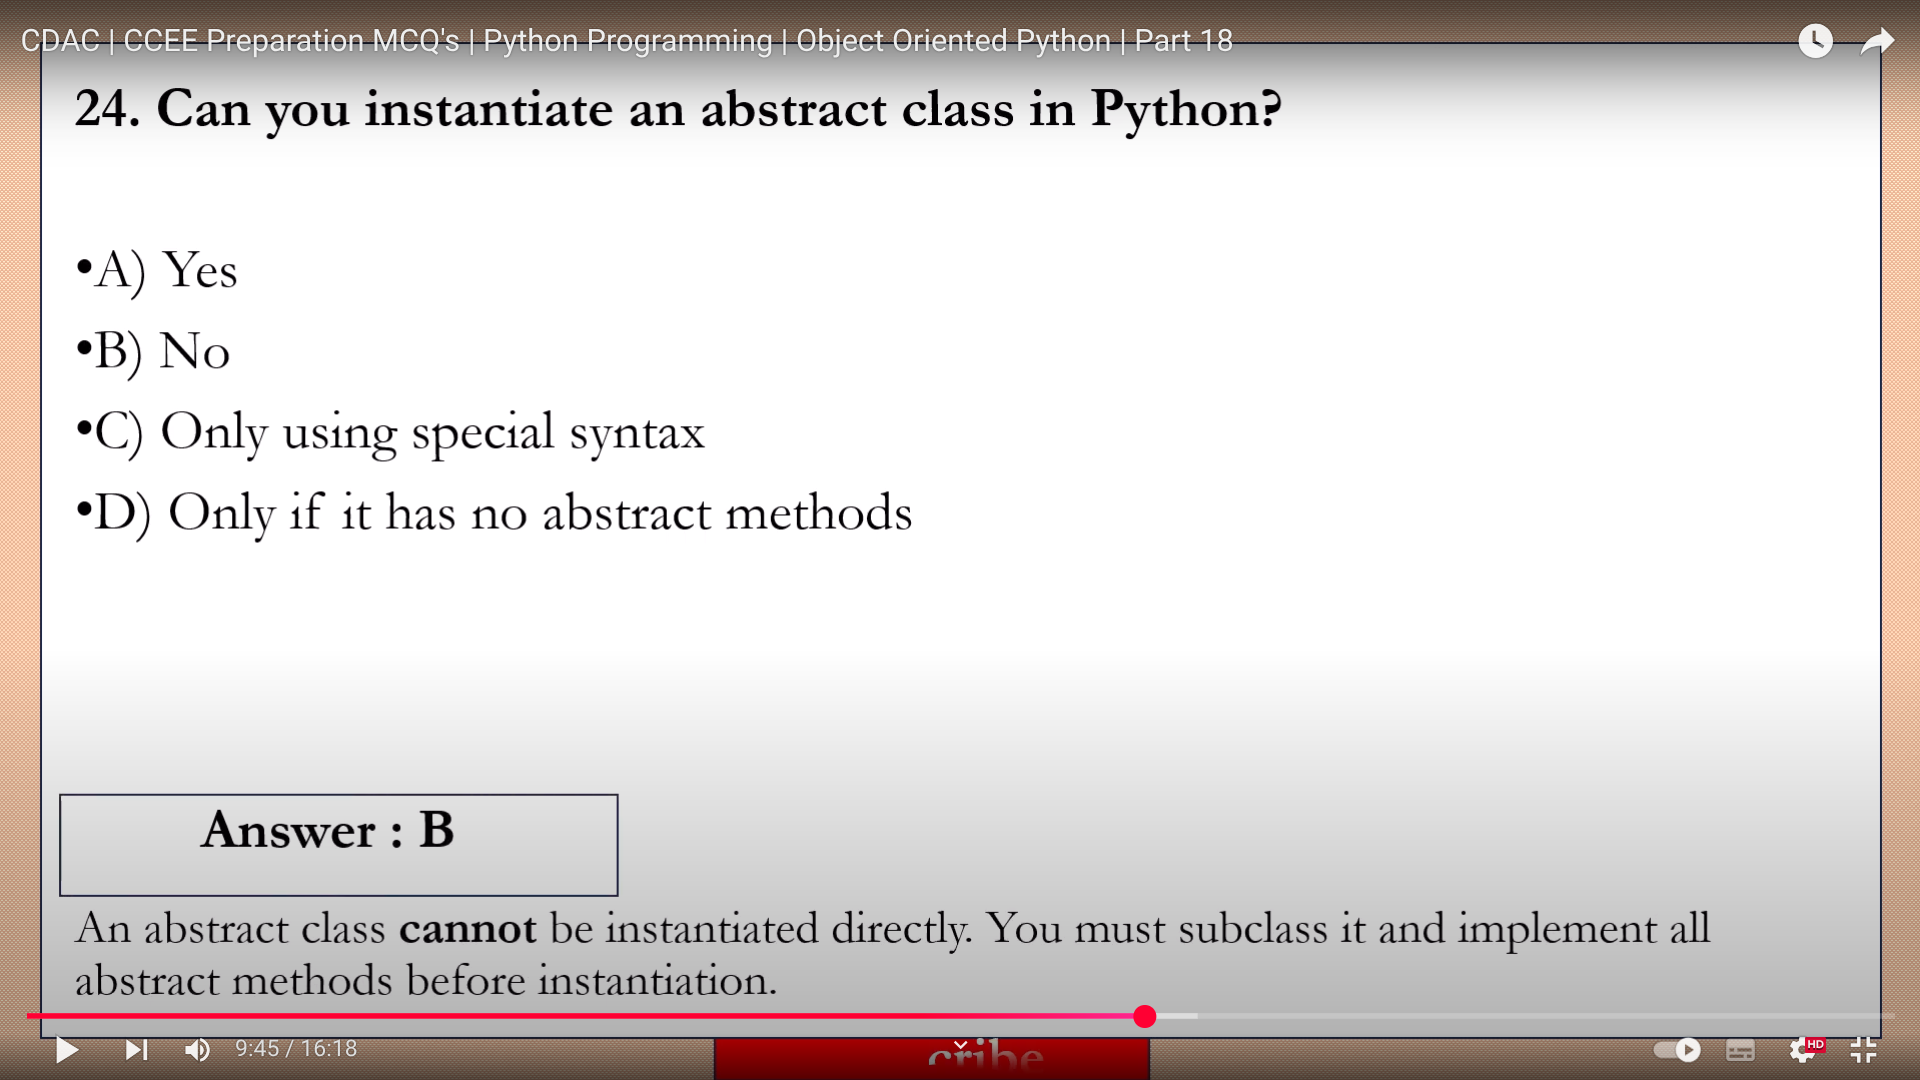 CDAC | CCEE Preparation MCQ's | Python Programming | Object Oriented Python | Part 18
24. Can you instantiate an abstract class in Python?
•A) Yes
•B) No
•C) Only using special syntax
•D) Only if it has no abstract methods
Answer : B
An abstract class cannot be instantiated directly. You must subclass it and implement all
abstract methods before instantiation.
9:45 / 16:18
cribe
HD